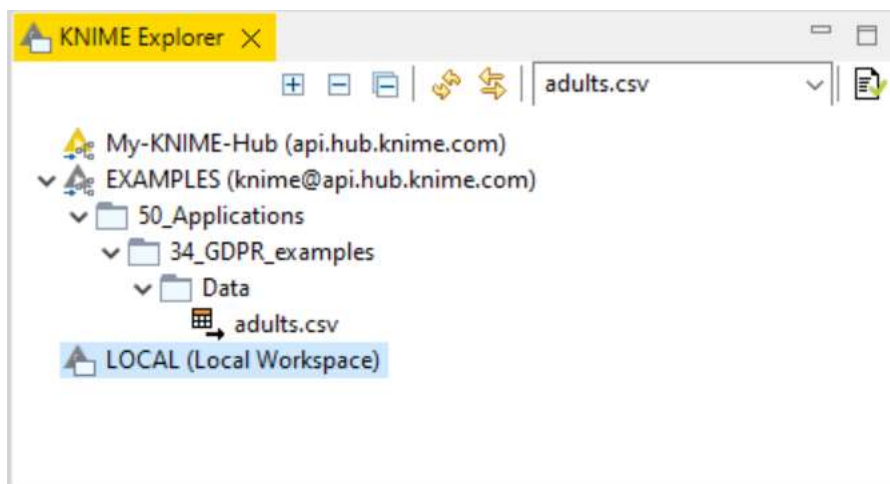 KNIME Explorer
adults.csv
My-KNIME-Hub (api.hub.knime.com)
EXAMPLES (knime@api.hub.knime.com)
50_Applications
34_GDPR_examples
Data
adults.csv
LOCAL (Local Workspace)